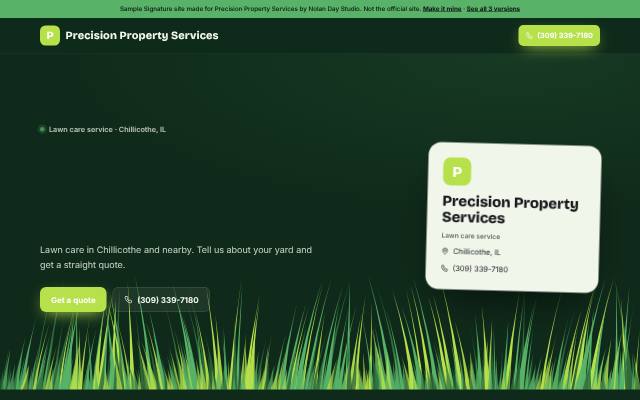 Sample Signature site made for Precision Property Services by Nolan Day Studio. Not the official site. Make it mine · See all 3 versions
P Precision Property Services
(309) 339-7180
Lawn care service · Chillicothe, IL
Lawn care in Chillicothe and nearby. Tell us about your yard and
get a straight quote.
Get a quote
(309) 339-7180
P
Precision Property
Services
Lawn care service
Chillicothe, IL
(309) 339-7180